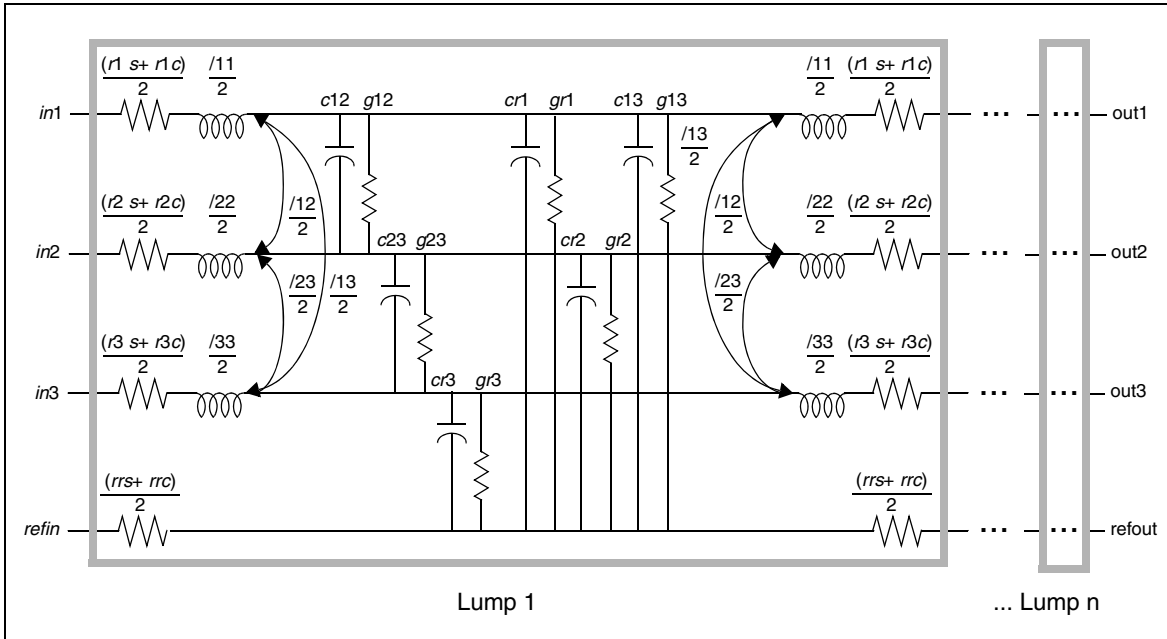 (r1 s+ r1c)
2
/11
2
/11
2
(r1 s+ r1c)
2
in1
c12
g12
cr1
gr1
c13
g13
/13
2
...
...
out1
(r2 s+ r2c)
2
/22
2
/12
2
/12
2
/22
2
(r2 s+ r2c)
2
in2
c23
g23
cr2
gr2
...
...
out2
/23
2
/13
2
/23
2
(r3 s+ r3c)
2
/33
2
/33
2
(r3 s+ r3c)
2
in3
cr3
gr3
...
...
out3
(rrs+ rrc)
2
(rrs+ rrc)
2
refin
...
...
refout
Lump 1
... Lump n